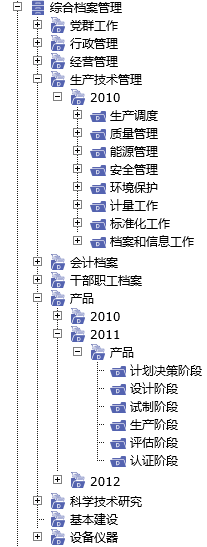 综合档案管理
党群工作
行政管理
经营管理
生产技术管理
2010
生产调度
质量管理
能源管理
安全管理
环境保护
计量工作
标准化工作
档案和信息工作
会计档案
干部职工档案
产品
2010
2011
产品
计划决策阶段
设计阶段
试制阶段
生产阶段
评估阶段
认证阶段
2012
科学技术研究
基本建设
设备仪器